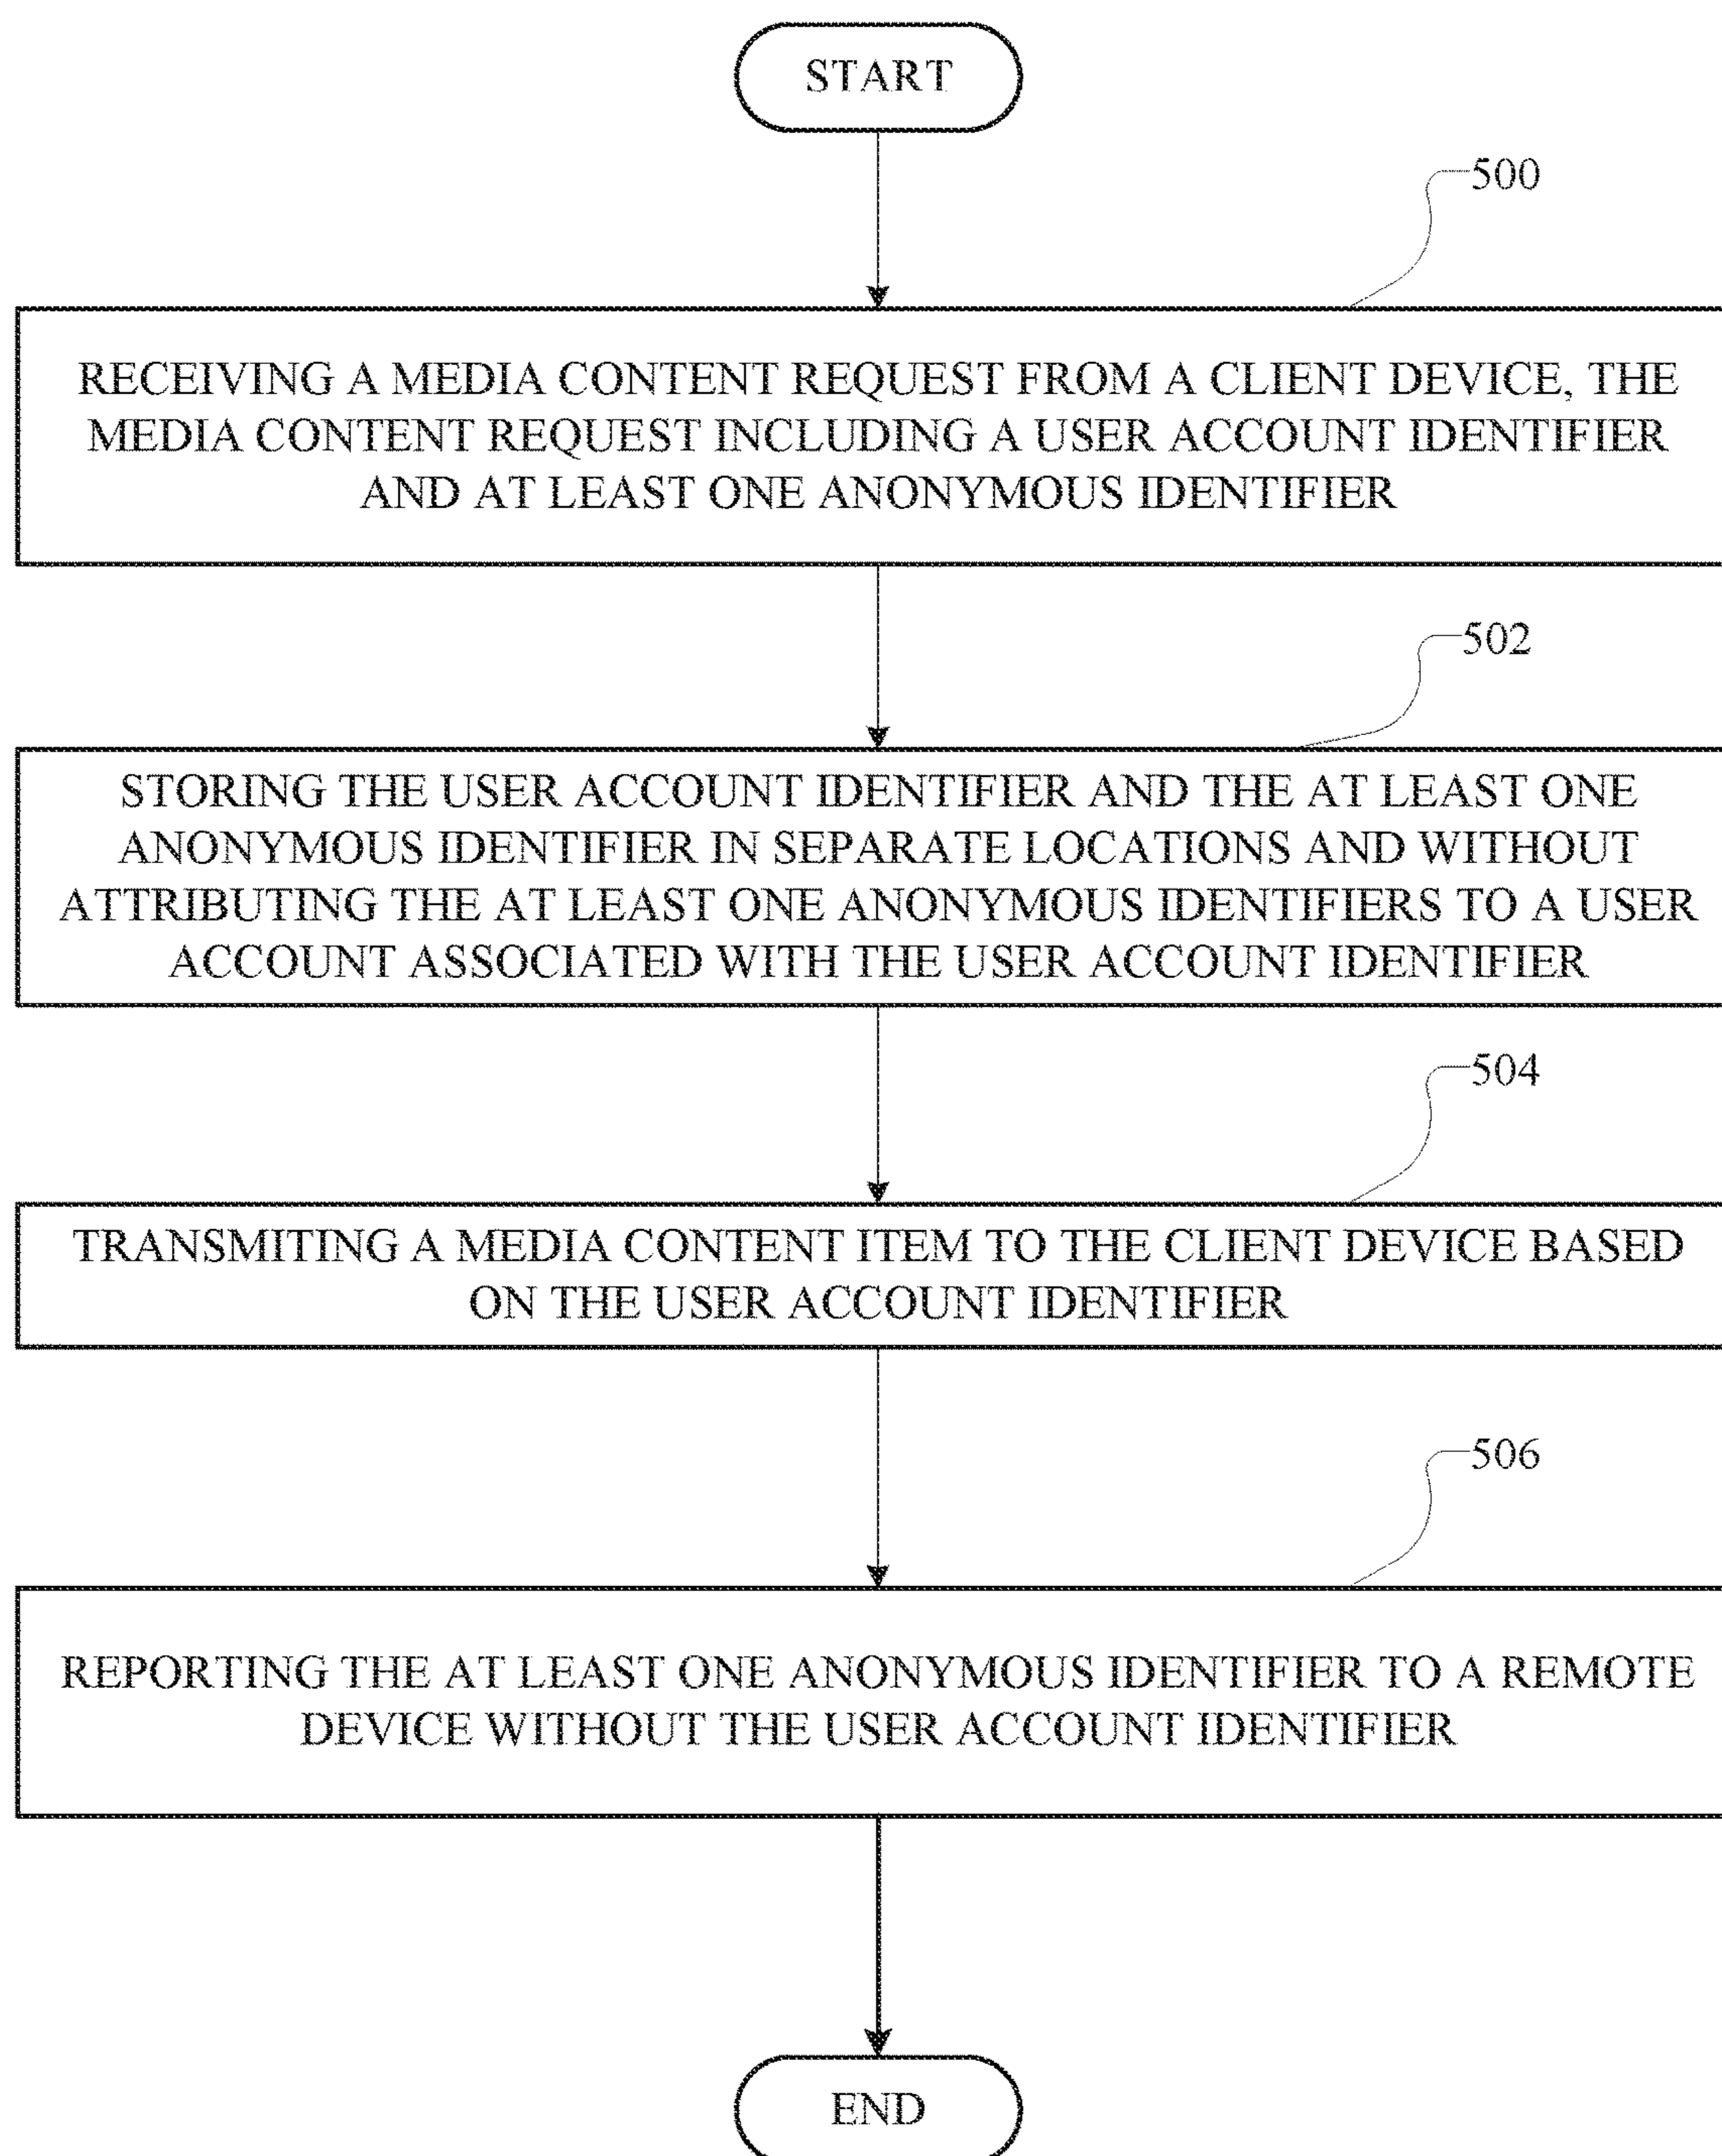 START
500
RECEIVING A MEDIA CONTENT REQUEST FROM A CLIENT DEVICE, THE
MEDIA CONTENT REQUEST INCLUDING A USER ACCOUNT IDENTIFIER
AND AT LEAST ONE ANONYMOUS IDENTIFIER
502
STORING THE USER ACCOUNT IDENTIFIER AND THE AT LEAST ONE
ANONYMOUS IDENTIFIER IN SEPARATE LOCATIONS AND WITHOUT
ATTRIBUTING THE AT LEAST ONE ANONYMOUS IDENTIFIERS TO A USER
ACCOUNT ASSOCIATED WITH THE USER ACCOUNT IDENTIFIER
504
TRANSMITING A MEDIA CONTENT ITEM TO THE CLIENT DEVICE BASED
ON THE USER ACCOUNT IDENTIFIER
506
REPORTING THE AT LEAST ONE ANONYMOUS IDENTIFIER TO A REMOTE
DEVICE WITHOUT THE USER ACCOUNT IDENTIFIER
END